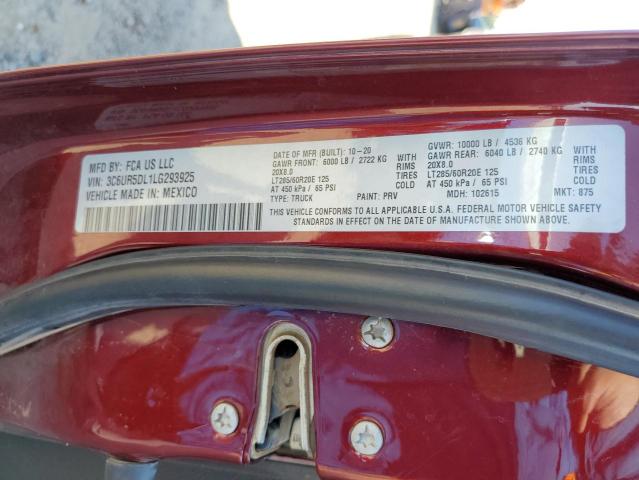 MFD BY: FCA US LLC
VIN: 3C6UR5DL1LG293925
VEHICLE MADE IN: MEXICO
DATE OF MFR (BUILT): 10-20
GAWR FRONT: 6000 LB / 2722 KG WITH
20X8.0 RIMS
LT285/60R20E 125 TIRES
AT 450 kPa / 65 PSI
TYPE: TRUCK PAINT: PRV
GVWR: 10000 LB / 4536 KG
GAWR REAR: 6040 LB / 2740 KG WITH
20X8.0 RIMS
LT285/60R20E 125 TIRES
AT 450 kPa / 65 PSI
MDH: 102615 MKT: 875
THIS VEHICLE CONFORMS TO ALL APPLICABLE U.S.A. FEDERAL MOTOR VEHICLE SAFETY
STANDARDS IN EFFECT ON THE DATE OF MANUFACTURE SHOWN ABOVE.